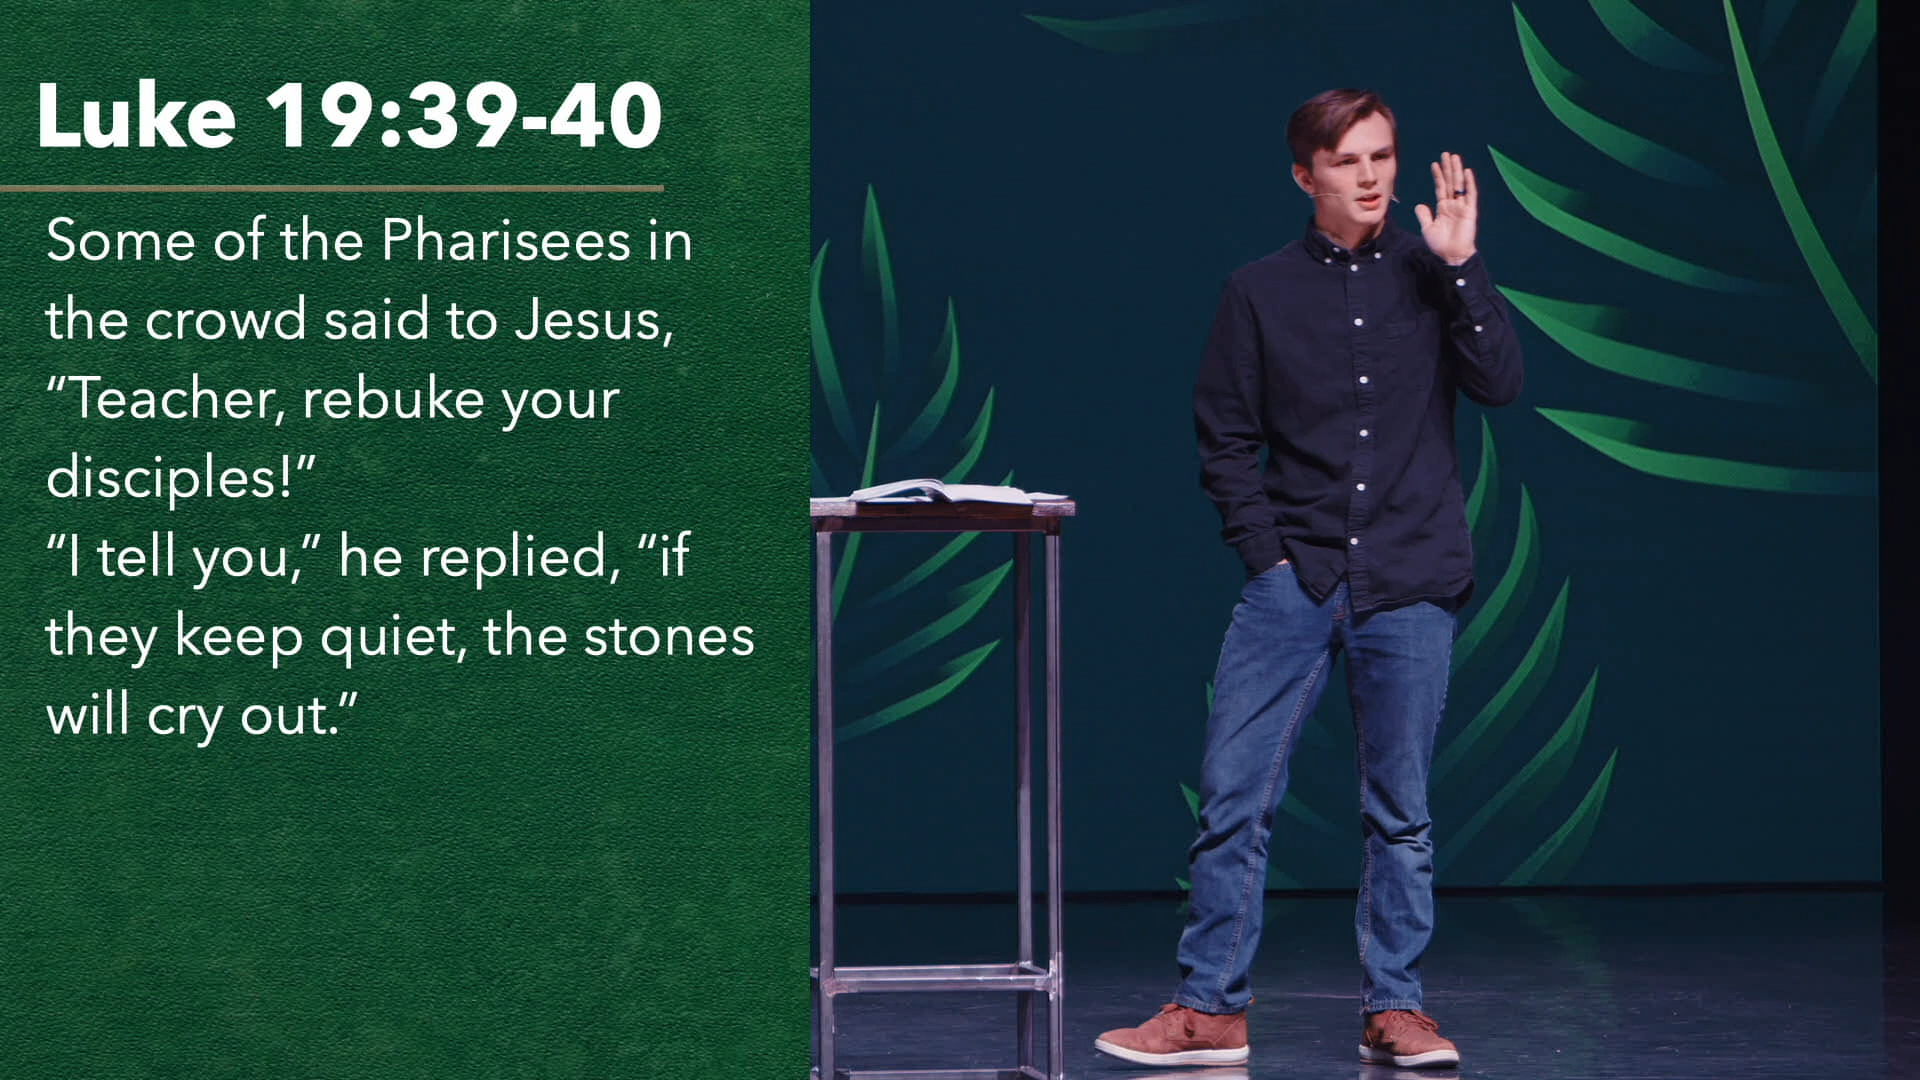 Luke 19:39-40
Some of the Pharisees in
the crowd said to Jesus,
“Teacher, rebuke your
disciples!”
“I tell you,” he replied, “if
they keep quiet, the stones
will cry out.”